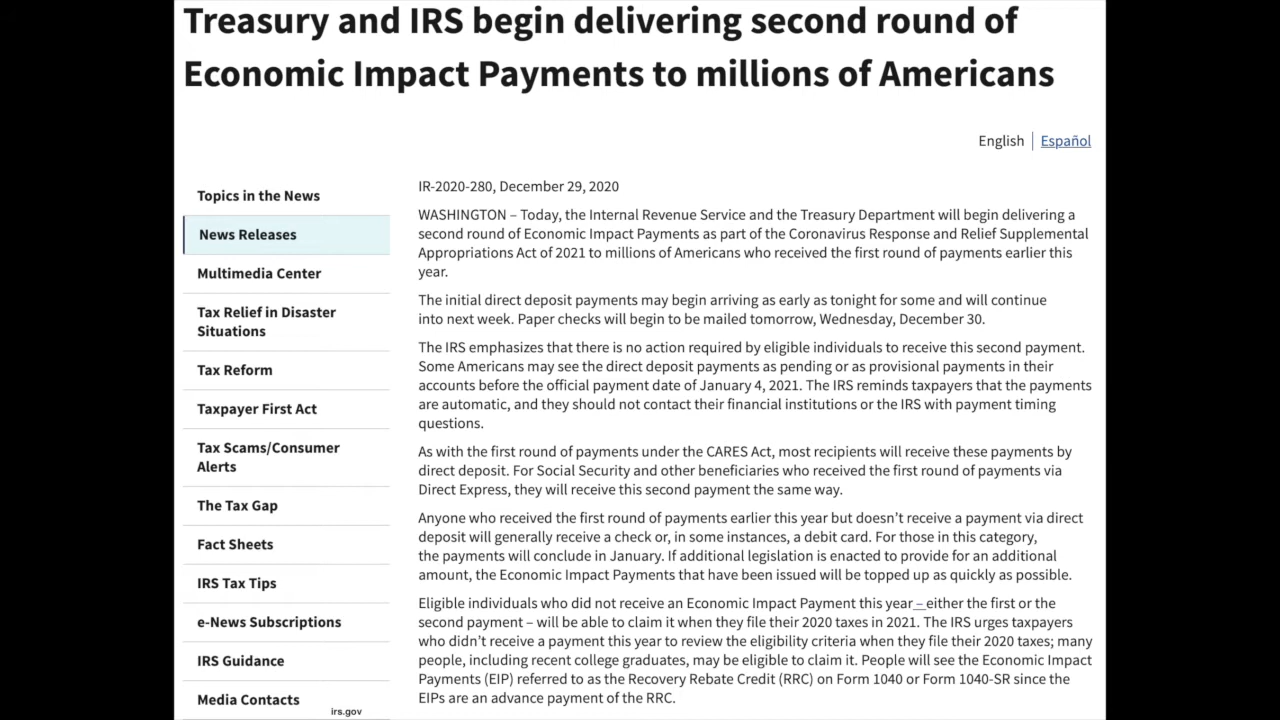 Treasury and IRS begin delivering second round of
Economic Impact Payments to millions of Americans
English | Español
Topics in the News
News Releases
Multimedia Center
Tax Relief in Disaster
Situations
Tax Reform
Taxpayer First Act
Tax Scams/Consumer
Alerts
The Tax Gap
Fact Sheets
IRS Tax Tips
e-News Subscriptions
IRS Guidance
Media Contacts
IR-2020-280, December 29, 2020
WASHINGTON – Today, the Internal Revenue Service and the Treasury Department will begin delivering a
second round of Economic Impact Payments as part of the Coronavirus Response and Relief Supplemental
Appropriations Act of 2021 to millions of Americans who received the first round of payments earlier this
year.
The initial direct deposit payments may begin arriving as early as tonight for some and will continue
into next week. Paper checks will begin to be mailed tomorrow, Wednesday, December 30.
The IRS emphasizes that there is no action required by eligible individuals to receive this second payment.
Some Americans may see the direct deposit payments as pending or as provisional payments in their
accounts before the official payment date of January 4, 2021. The IRS reminds taxpayers that the payments
are automatic, and they should not contact their financial institutions or the IRS with payment timing
questions.
As with the first round of payments under the CARES Act, most recipients will receive these payments by
direct deposit. For Social Security and other beneficiaries who received the first round of payments via
Direct Express, they will receive this second payment the same way.
Anyone who received the first round of payments earlier this year but doesn't receive a payment via direct
deposit will generally receive a check or, in some instances, a debit card. For those in this category,
the payments will conclude in January. If additional legislation is enacted to provide for an additional
amount, the Economic Impact Payments that have been issued will be topped up as quickly as possible.
Eligible individuals who did not receive an Economic Impact Payment this year – either the first or the
second payment – will be able to claim it when they file their 2020 taxes in 2021. The IRS urges taxpayers
who didn't receive a payment this year to review the eligibility criteria when they file their 2020 taxes; many
people, including recent college graduates, may be eligible to claim it. People will see the Economic Impact
Payments (EIP) referred to as the Recovery Rebate Credit (RRC) on Form 1040 or Form 1040-SR since the
EIPs are an advance payment of the RRC.
irs.gov